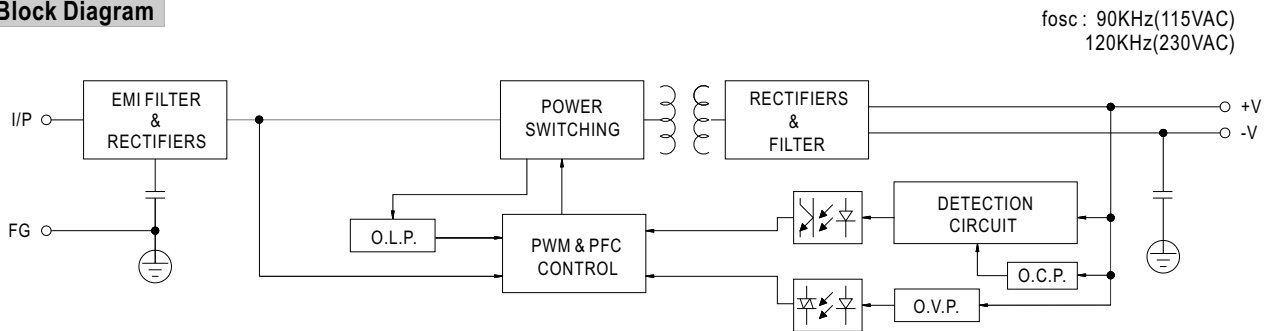 Block Diagram
fosc : 90KHz(115VAC)
120KHz(230VAC)
I/P
EMI FILTER
&
RECTIFIERS
POWER
SWITCHING
RECTIFIERS
&
FILTER
+V
-V
FG
O.L.P.
PWM & PFC
CONTROL
DETECTION
CIRCUIT
O.C.P.
O.V.P.